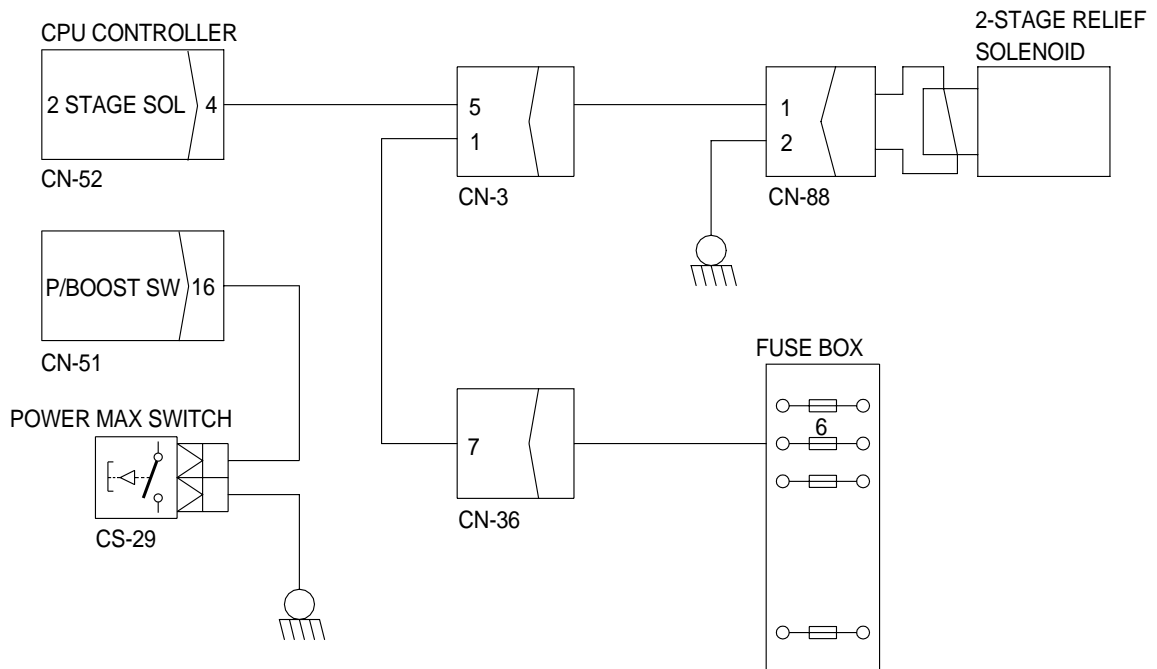 CPU CONTROLLER
2 STAGE SOL 4
CN-52
5
1
CN-3
1
2
CN-88
2-STAGE RELIEF
SOLENOID
P/BOOST SW 16
CN-51
POWER MAX SWITCH
CS-29
7
CN-36
FUSE BOX
6